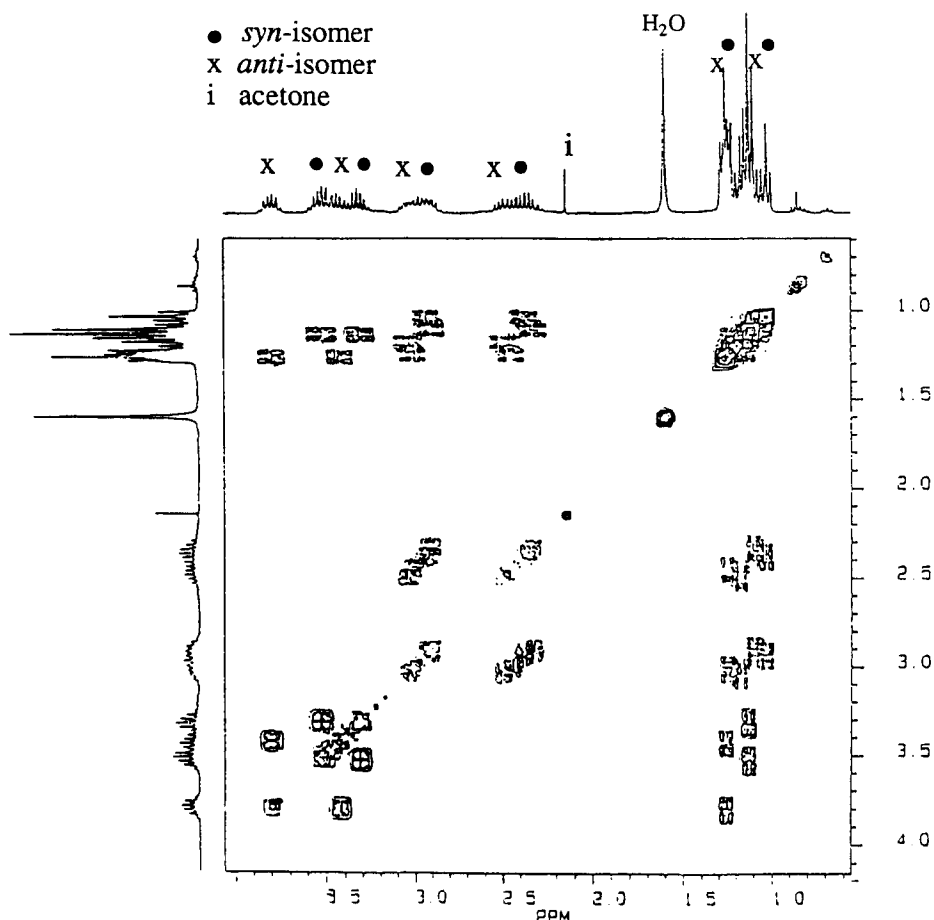 ● syn-isomer
x anti-isomer
i acetone
H₂O
x ● x ●
x ● x ● x ● x ● i
1.0
1.5
2.0
2.5
3.0
3.5
4.0
3.5 3.0 2.5 2.0 1.5 1.0
PPM